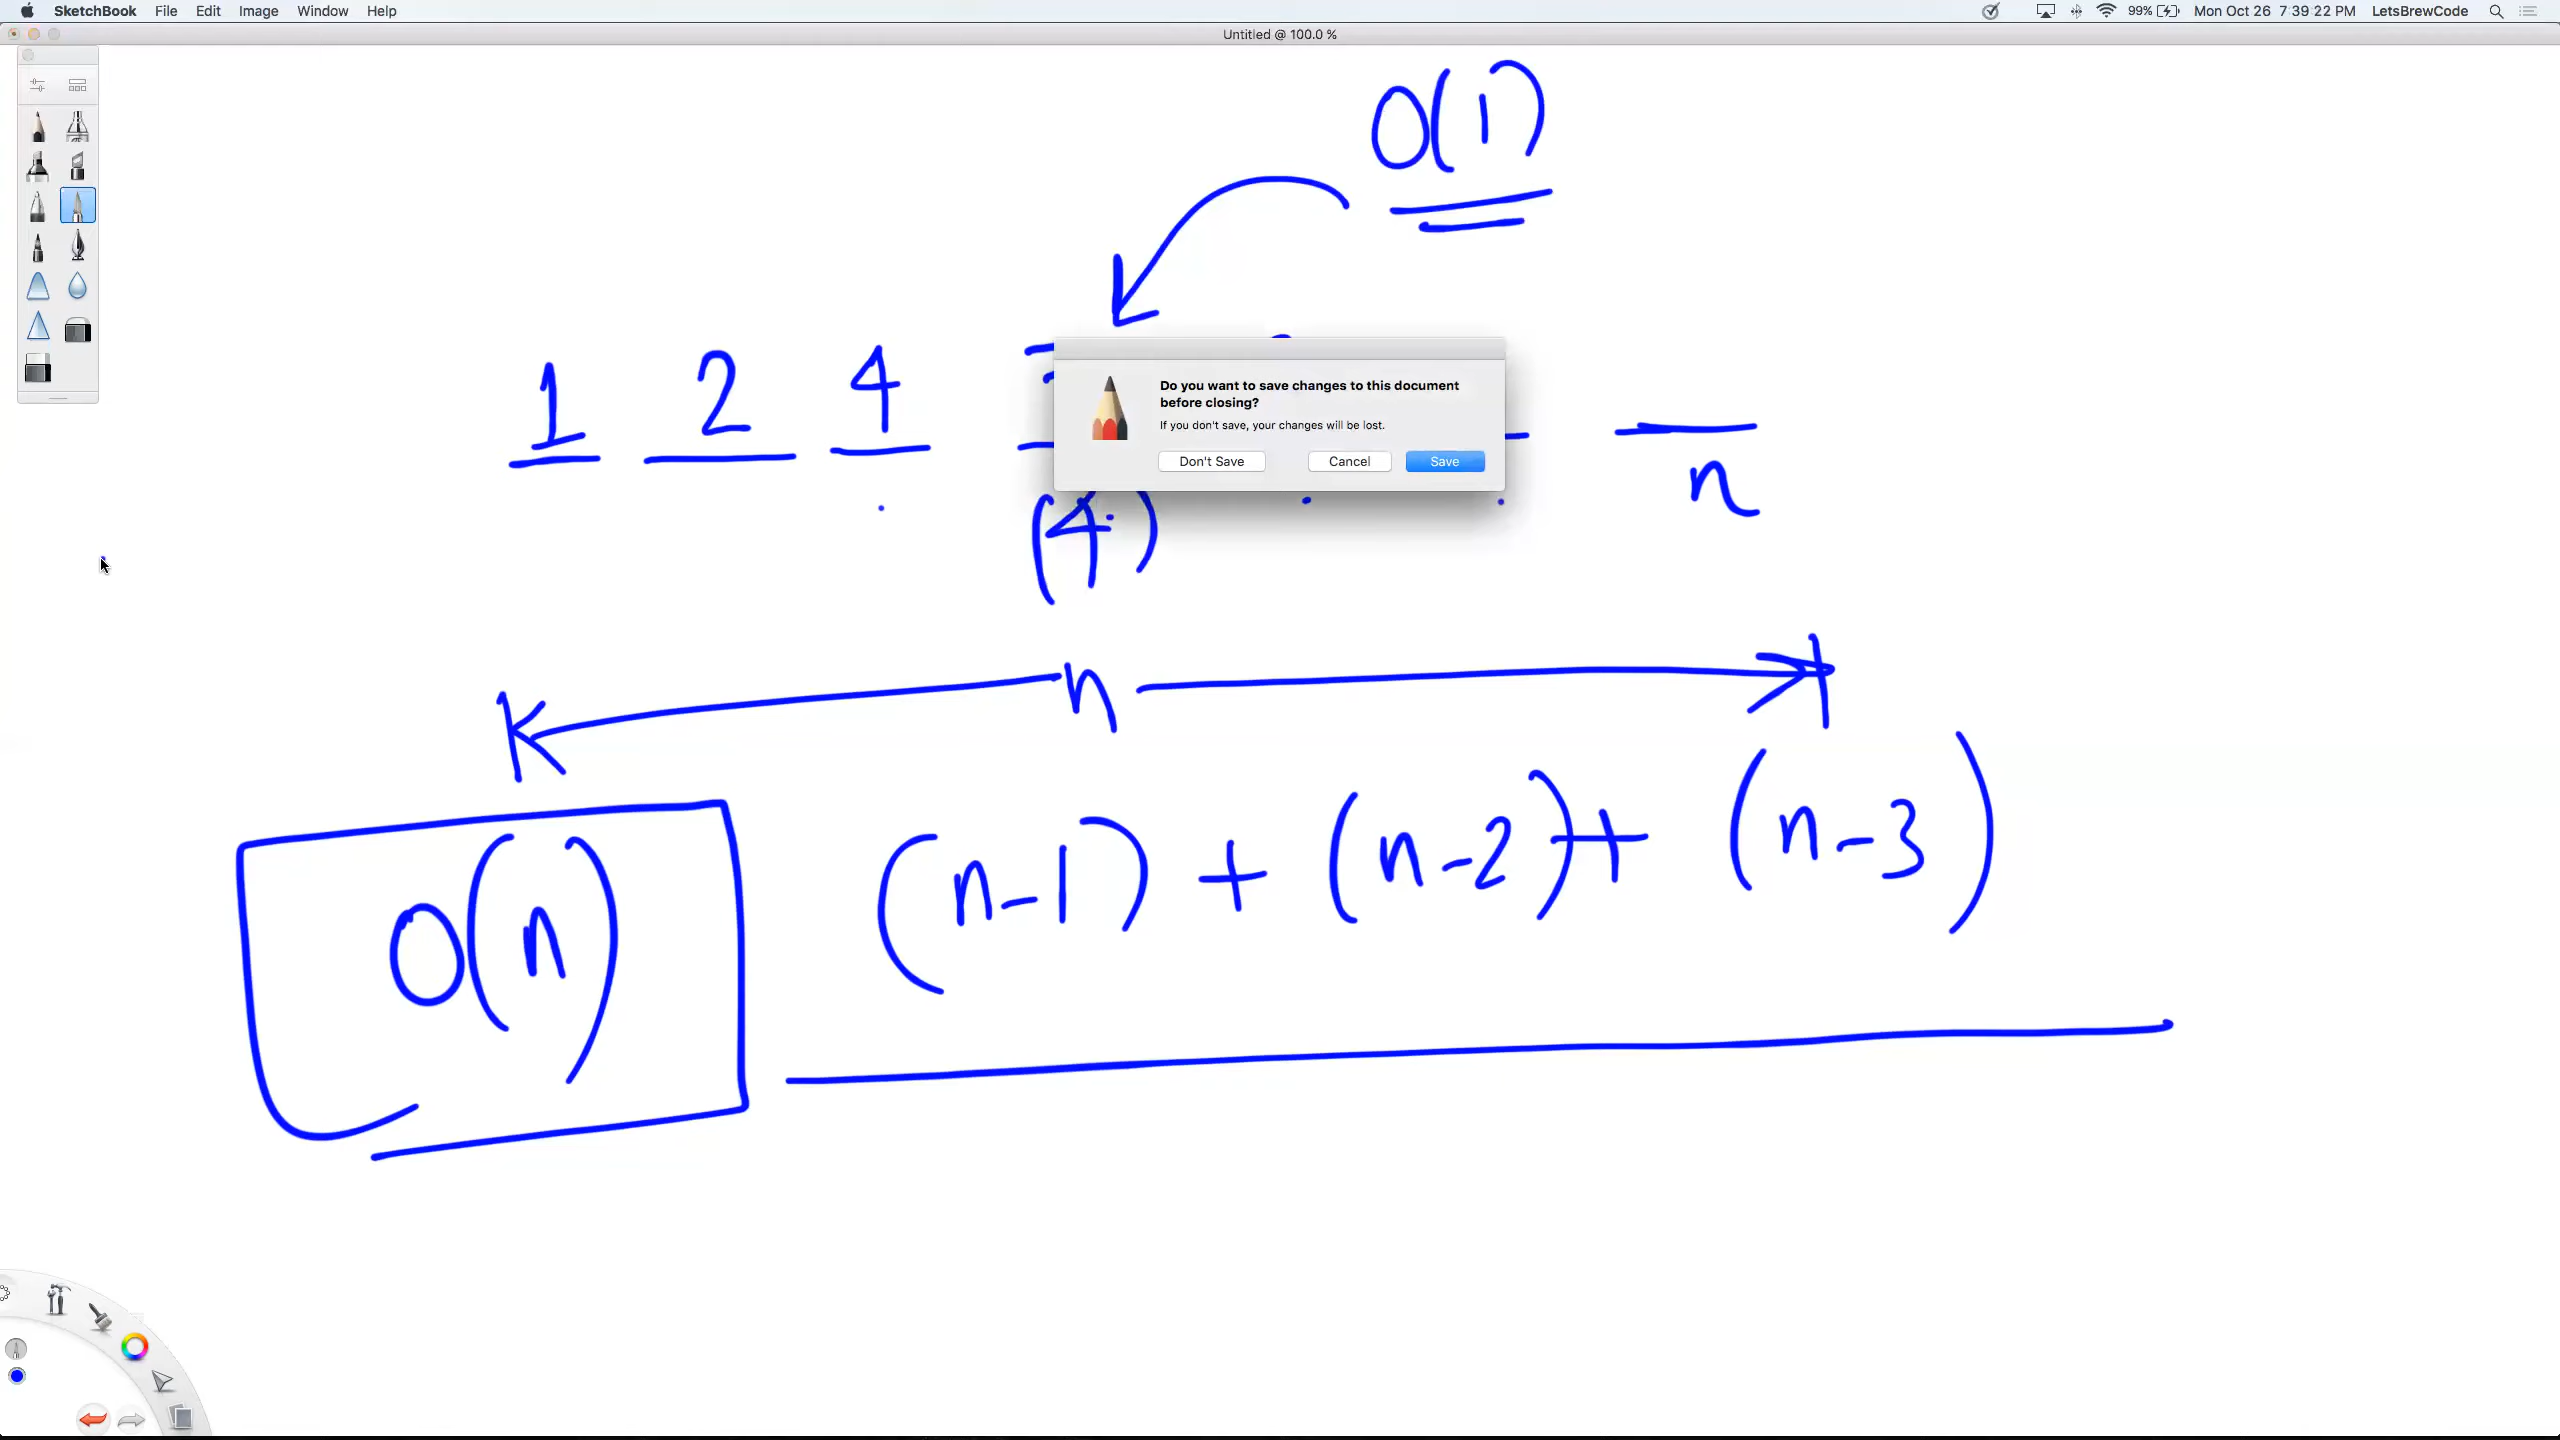 SketchBook File Edit Image Window Help 99% Mon Oct 26 7:39:22 PM LetsBrewCode
Untitled @ 100.0 %
O(1)
1 2 4
Do you want to save changes to this document
before closing?
If you don't save, your changes will be lost.
Don't Save Cancel Save
(4) n
n
O(n) (n-1) + (n-2) + (n-3)